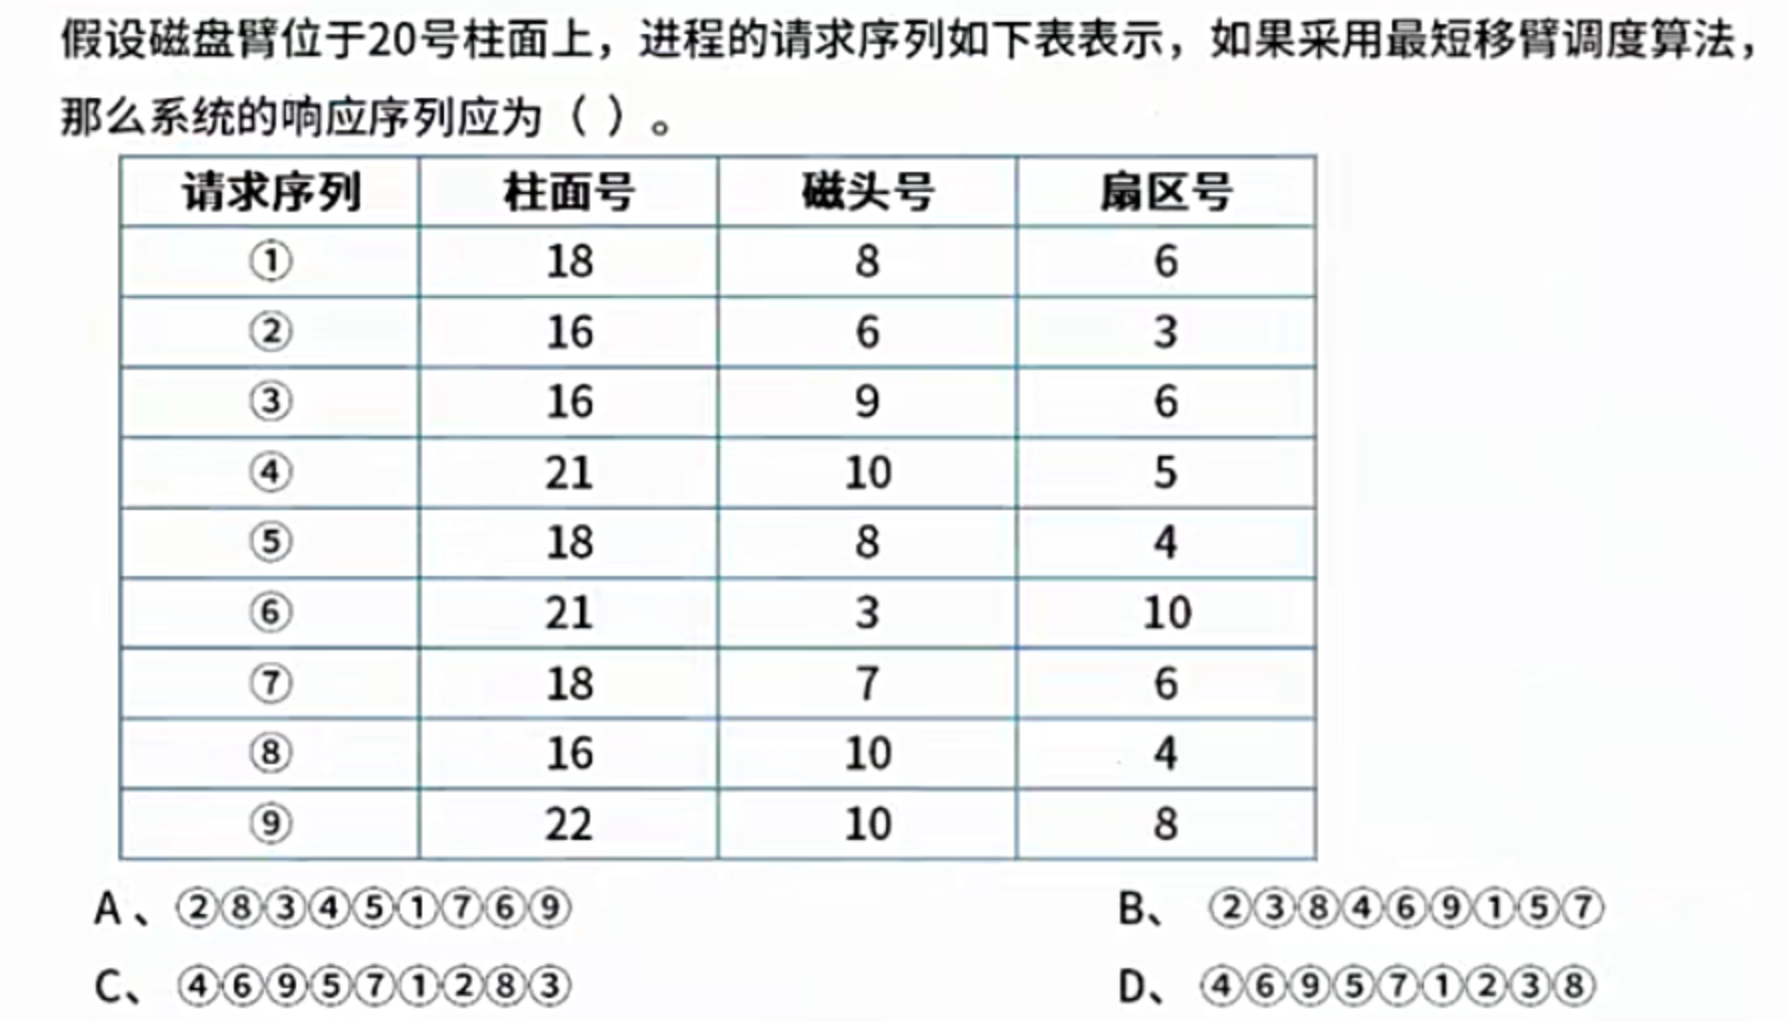 假设磁盘臂位于20号柱面上，进程的请求序列如下表表示，如果采用最短移臂调度算法，
那么系统的响应序列应为（ ）。
请求序列 柱面号 磁头号 扇区号
① 18 8 6
② 16 6 3
③ 16 9 6
④ 21 10 5
⑤ 18 8 4
⑥ 21 3 10
⑦ 18 7 6
⑧ 16 10 4
⑨ 22 10 8
A、②⑧③④⑤①⑦⑥⑨ B、②③⑧④⑥⑨①⑤⑦
C、④⑥⑨⑤⑦①②⑧③ D、④⑥⑨⑤⑦①②③⑧